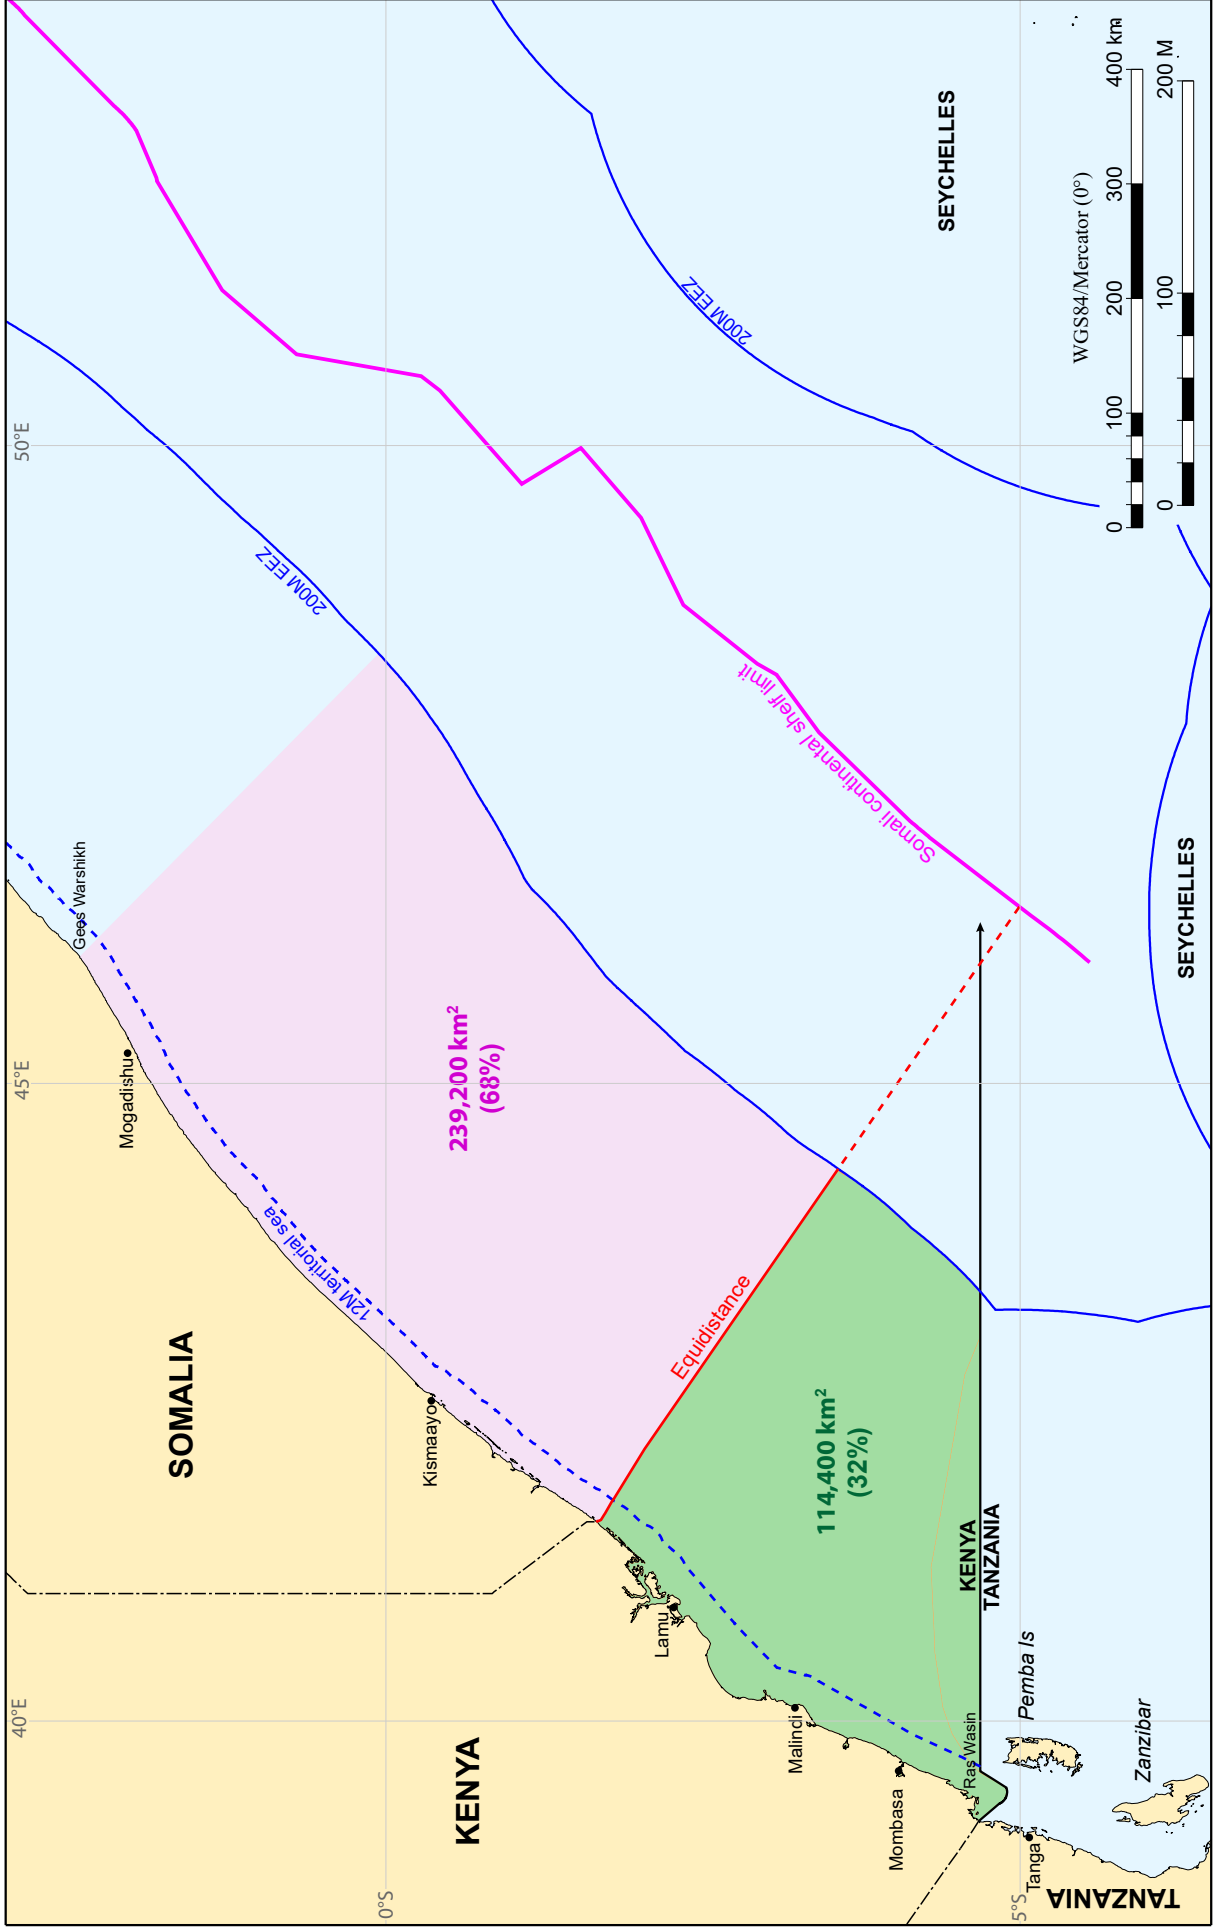 40°E
45°E
50°E
SOMALIA
Mogadishu
Gees Warshikh
12M territorial sea
200M EEZ
Kismaayo
239,200 km²
(68%)
0°S
KENYA
Lamu
Equidistance
Somali continental shelf limit
200M EEZ
Malindi
114,400 km²
(32%)
Mombasa
SEYCHELLES
KENYA
TANZANIA
Ras Wasin
5°S
Tanga
Pemba Is
TANZANIA
Zanzibar
SEYCHELLES
WGS84/Mercator (0°)
0 100 200 300 400 km
0 100 200 M